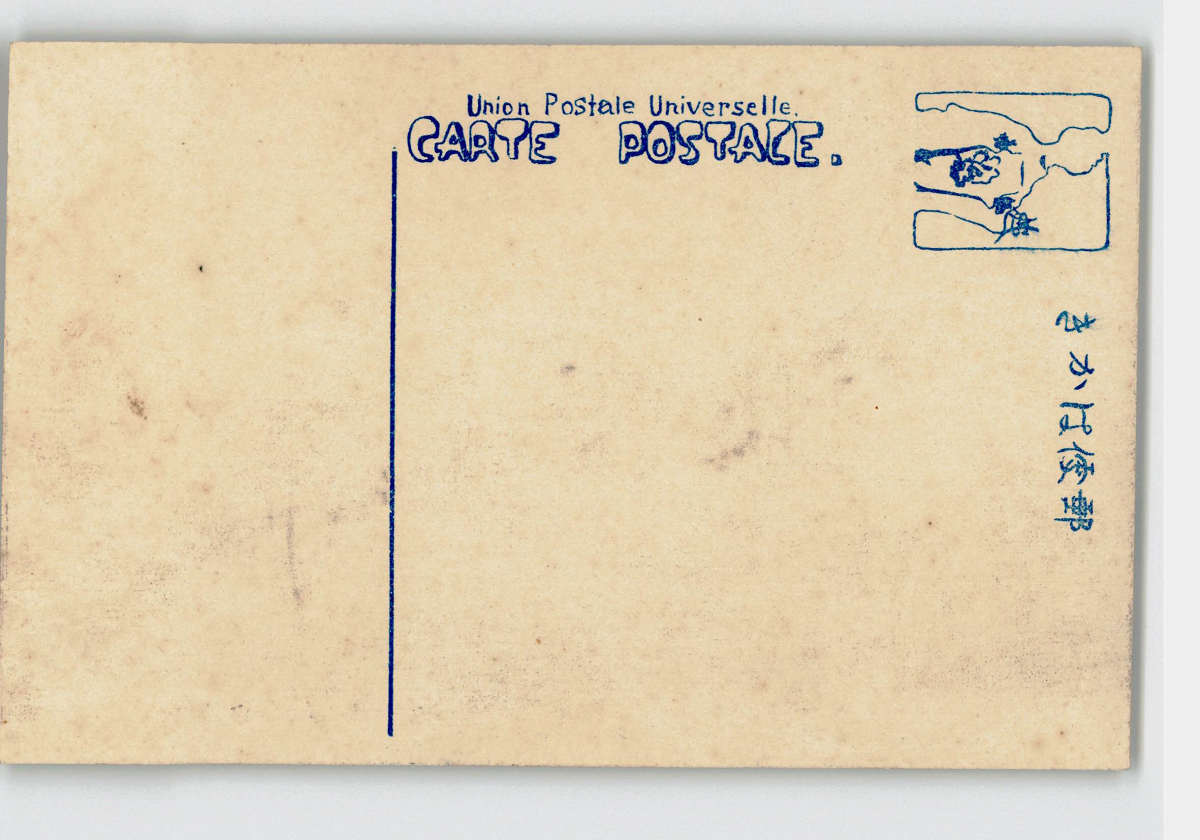 Union Postale Universelle.
CARTE POSTALE.
郵便はかき